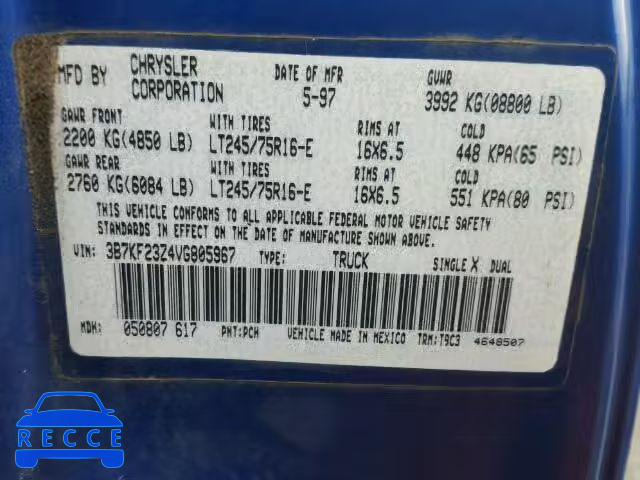 MFD BY CHRYSLER CORPORATION DATE OF MFR 5-97 GVWR 3992 KG(08800 LB)
GAWR FRONT WITH TIRES RIMS AT COLD
2200 KG(4850 LB) LT245/75R16-E 16X6.5 448 KPA(65 PSI)
GAWR REAR WITH TIRES RIMS AT COLD
2760 KG(6084 LB) LT245/75R16-E 16X6.5 551 KPA(80 PSI)
THIS VEHICLE CONFORMS TO ALL APPLICABLE FEDERAL MOTOR VEHICLE SAFETY
STANDARDS IN EFFECT ON THE DATE OF MANUFACTURE SHOWN ABOVE.
VIN: 3B7KF23Z4VG805967 TYPE: TRUCK SINGLE X DUAL
MDH: 050807 617 PNT:PCH VEHICLE MADE IN MEXICO TRM:T9C3 4648507
RECCE